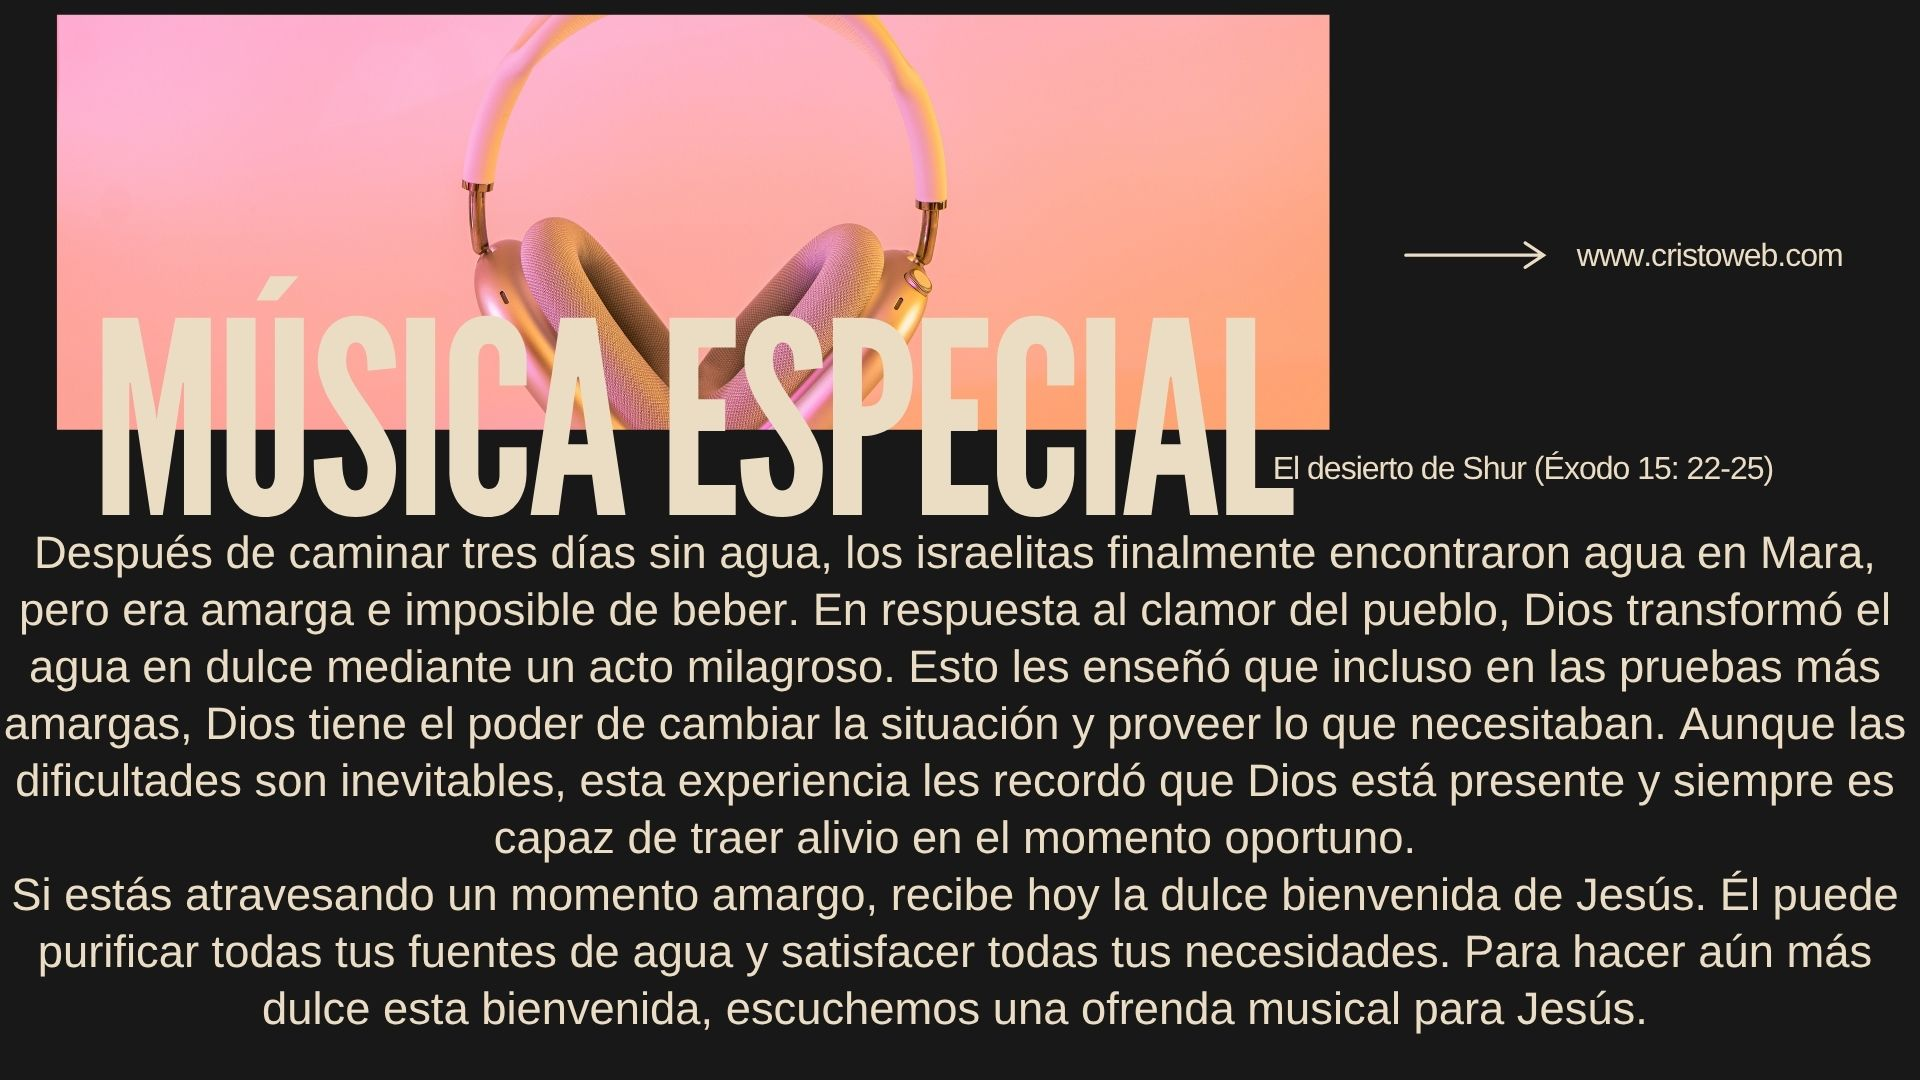 www.cristoweb.com
MÚSICA ESPECIAL
El desierto de Shur (Éxodo 15: 22-25)
Después de caminar tres días sin agua, los israelitas finalmente encontraron agua en Mara,
pero era amarga e imposible de beber. En respuesta al clamor del pueblo, Dios transformó el
agua en dulce mediante un acto milagroso. Esto les enseñó que incluso en las pruebas más
amargas, Dios tiene el poder de cambiar la situación y proveer lo que necesitaban. Aunque las
dificultades son inevitables, esta experiencia les recordó que Dios está presente y siempre es
capaz de traer alivio en el momento oportuno.
Si estás atravesando un momento amargo, recibe hoy la dulce bienvenida de Jesús. Él puede
purificar todas tus fuentes de agua y satisfacer todas tus necesidades. Para hacer aún más
dulce esta bienvenida, escuchemos una ofrenda musical para Jesús.